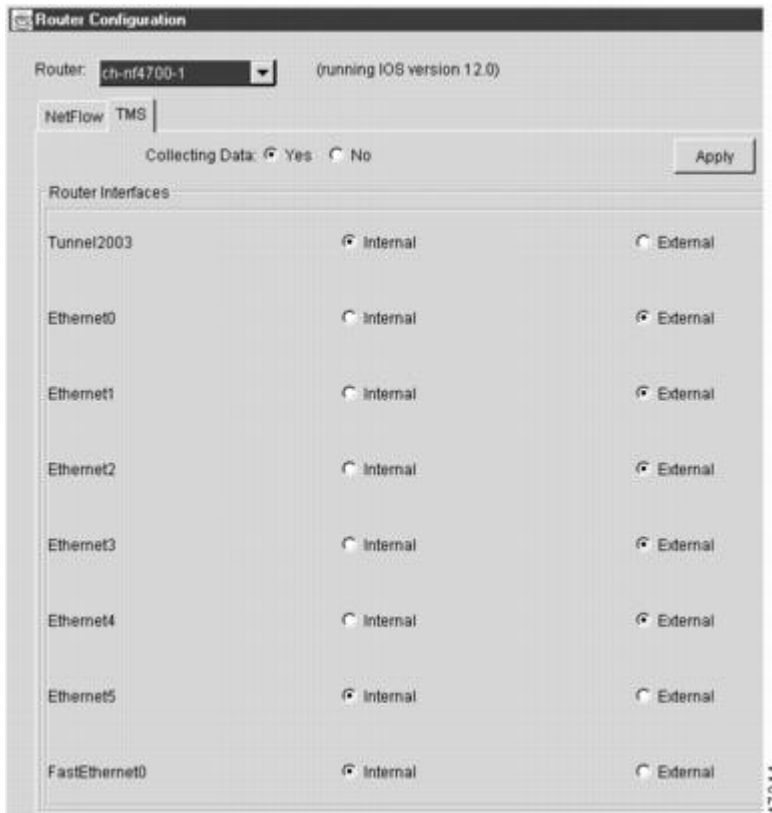 Router Configuration
Router: ch-nf4700-1 (running IOS version 12.0)
NetFlow TMS
Collecting Data: Yes No Apply
Router Interfaces
Tunnel2003 Internal External
Ethernet0 Internal External
Ethernet1 Internal External
Ethernet2 Internal External
Ethernet3 Internal External
Ethernet4 Internal External
Ethernet5 Internal External
FastEthernet0 Internal External